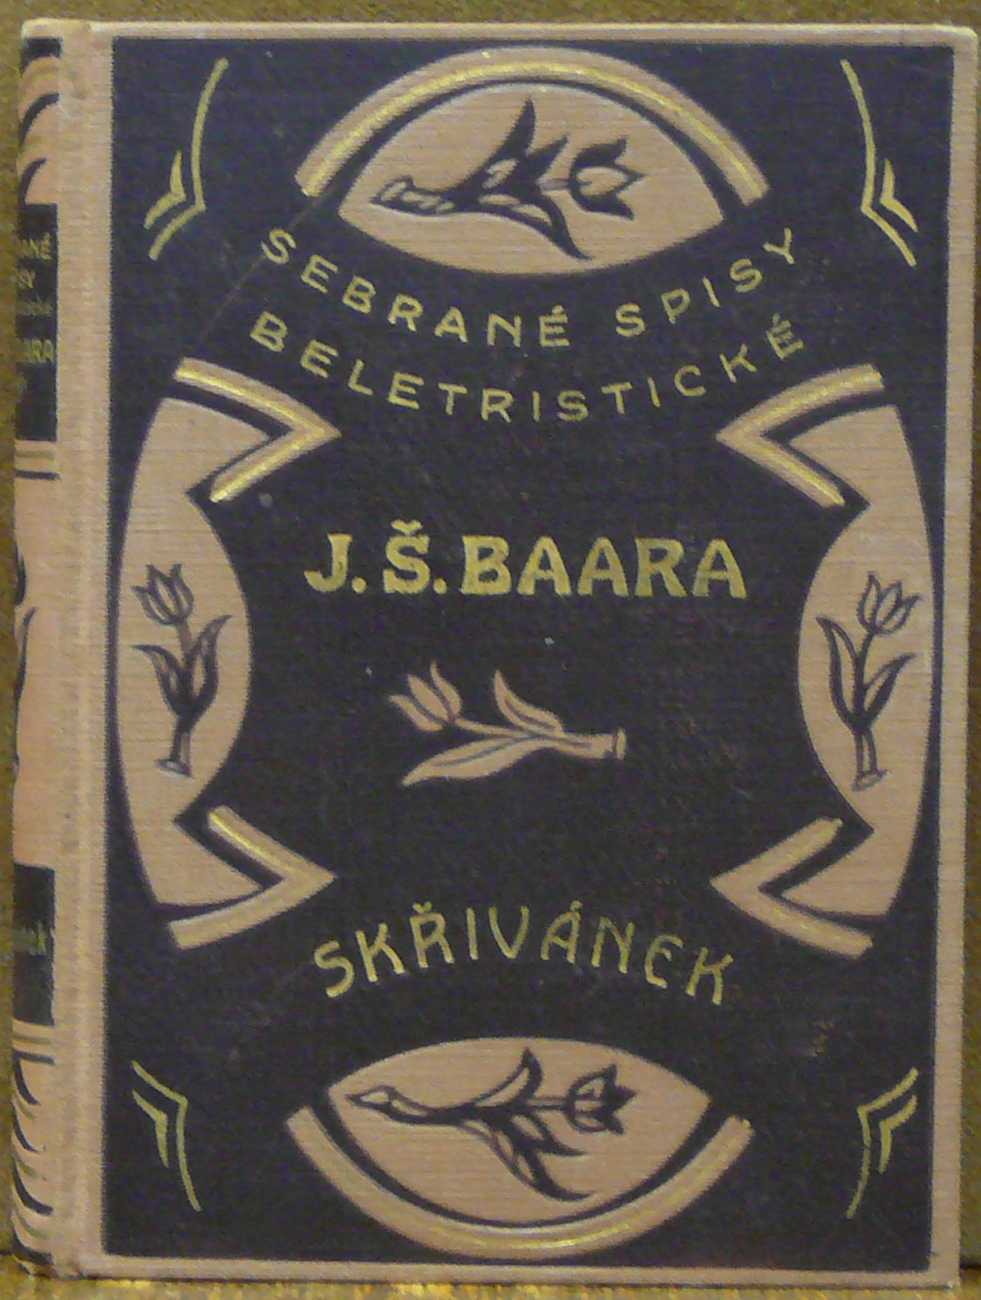 SEBRANÉ SPISY
BELETRISTICKÉ
J.Š.BAARA
SKŘIVÁNEK